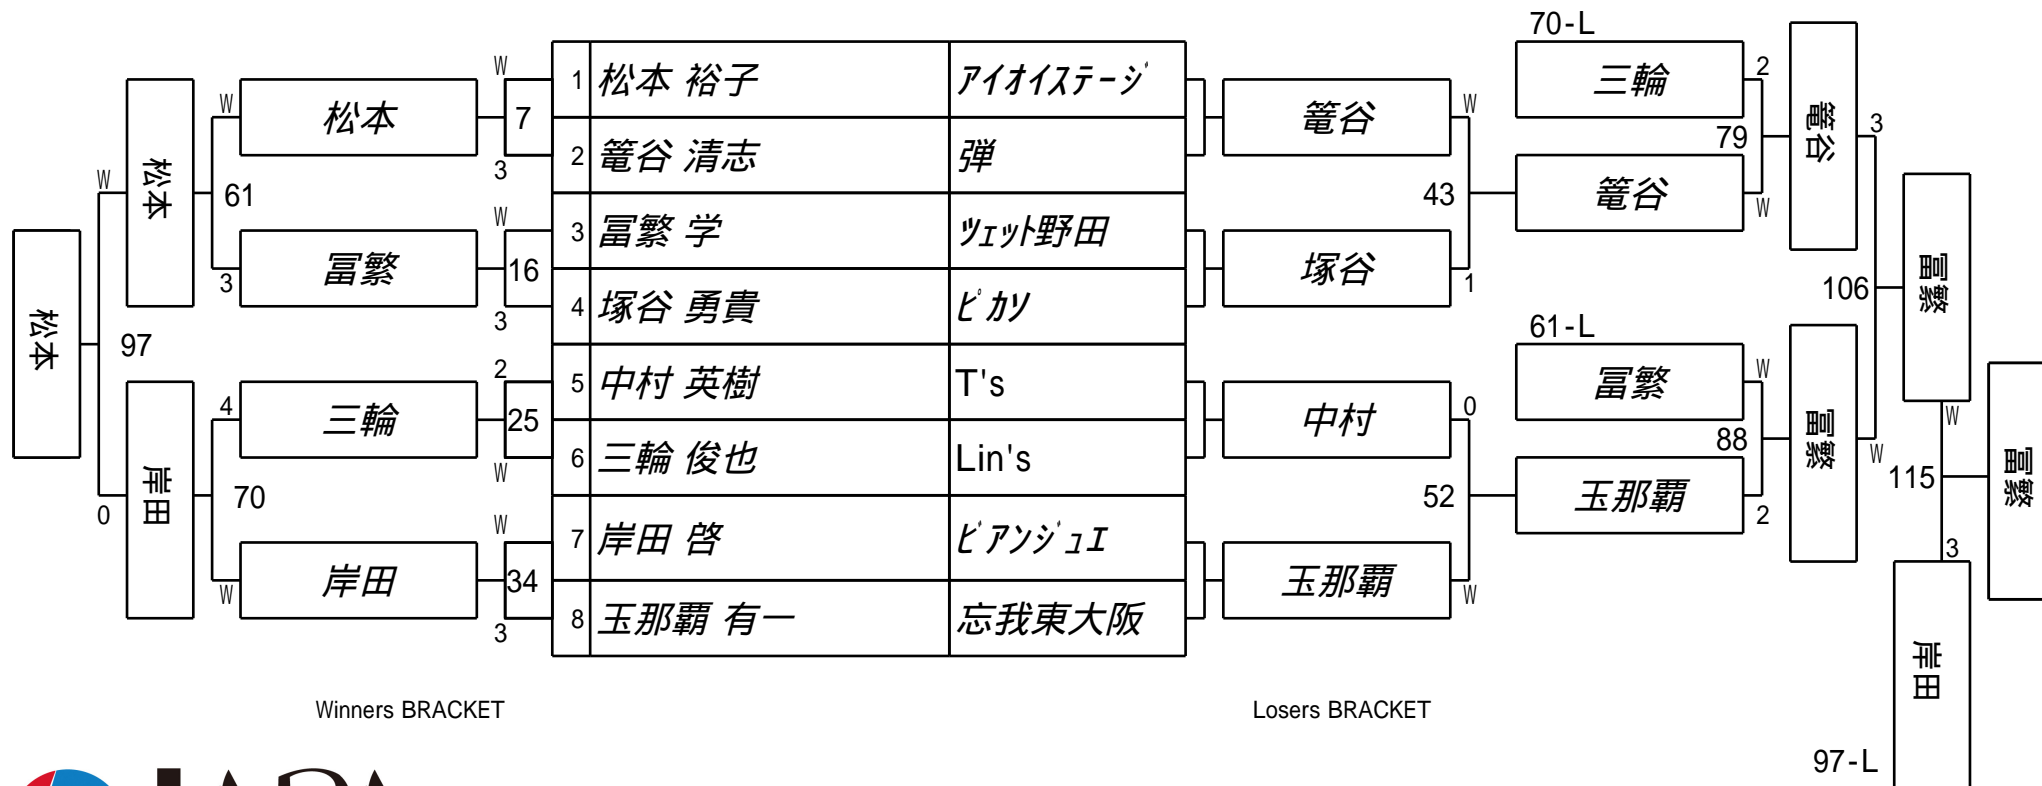 70-L
1 松本 裕子 アイオイステージ
2 篭谷 清志 弾
3 冨繁 学 ツェット野田
4 塚谷 勇貴 ピカソ
5 中村 英樹 T's
6 三輪 俊也 Lin's
7 岸田 啓 ビアンジュエ
8 玉那覇 有一 忘我東大阪
W 松本 W 7 3
61
3 冨繁 W 16 3
W 松本
松本 97
0 岸田
4 三輪 2 25 W
70
W 岸田 W 34 3
篭谷 W
43
塚谷 1
中村 0
52
玉那覇 W
三輪 2
79
篭谷 W
篭谷 3
106
61-L
冨繁 W
88
玉那覇 2
冨繁 W
冨繁 W
115
冨繁
3
岸田
97-L
Winners BRACKET
Losers BRACKET